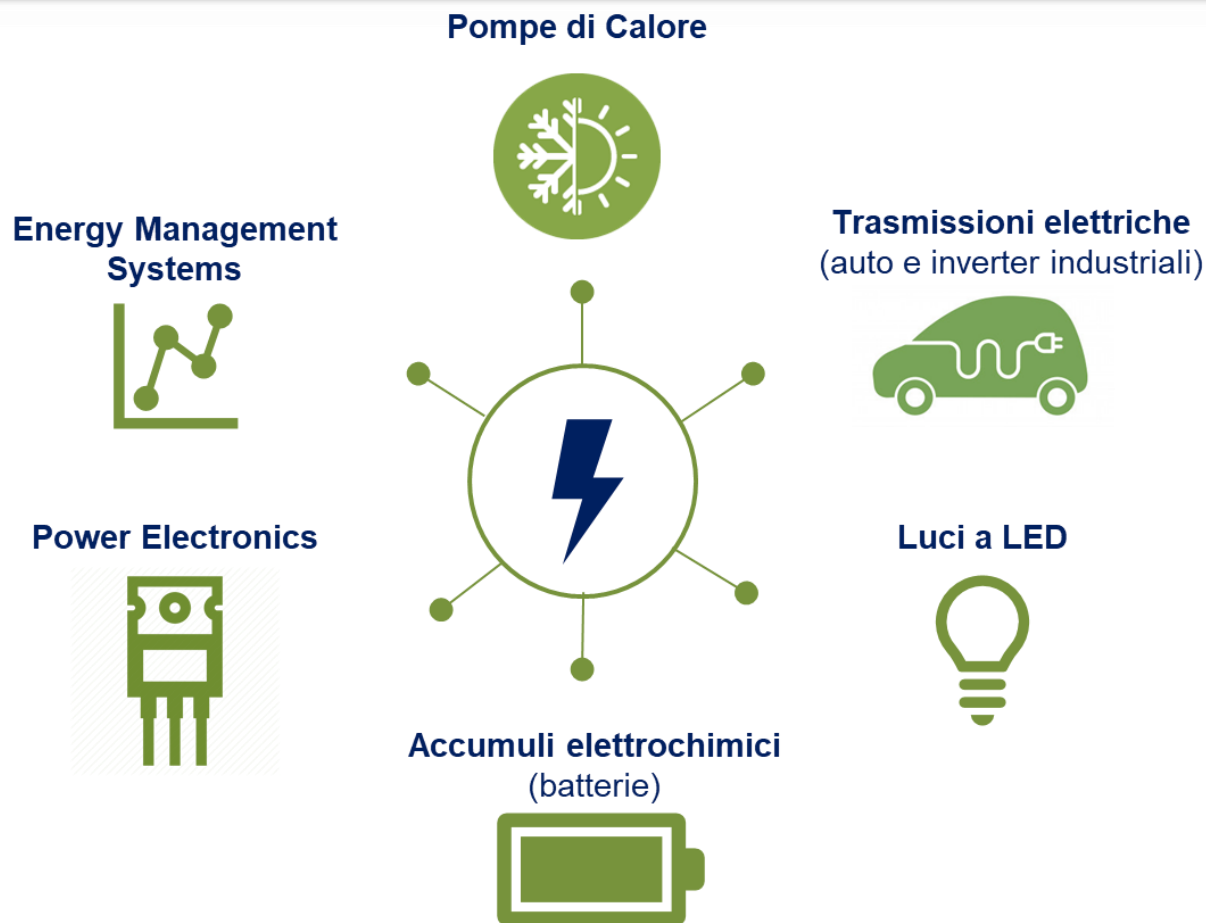 Pompe di Calore
Energy Management
Systems
Trasmissioni elettriche
(auto e inverter industriali)
Power Electronics
Luci a LED
Accumuli elettrochimici
(batterie)